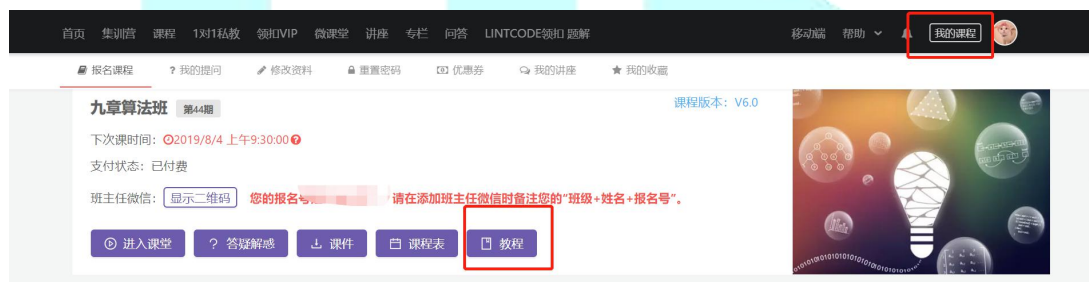 首页 集训营 课程 1对1私教 领扣VIP 微课堂 讲座 专栏 问答 LINTCODE领扣题解 移动端 帮助 我的课程
报名课程 ? 我的提问 修改资料 重置密码 优惠券 我的讲座 我的收藏
九章算法班 第44期 课程版本：V6.0
下次课时间：2019/8/4 上午9:30:00
支付状态：已付费
班主任微信： 显示二维码 您的报名 请在添加班主任微信时备注您的“班级+姓名+报名号”。
进入课堂 ? 答疑解惑 课件 课程表 教程